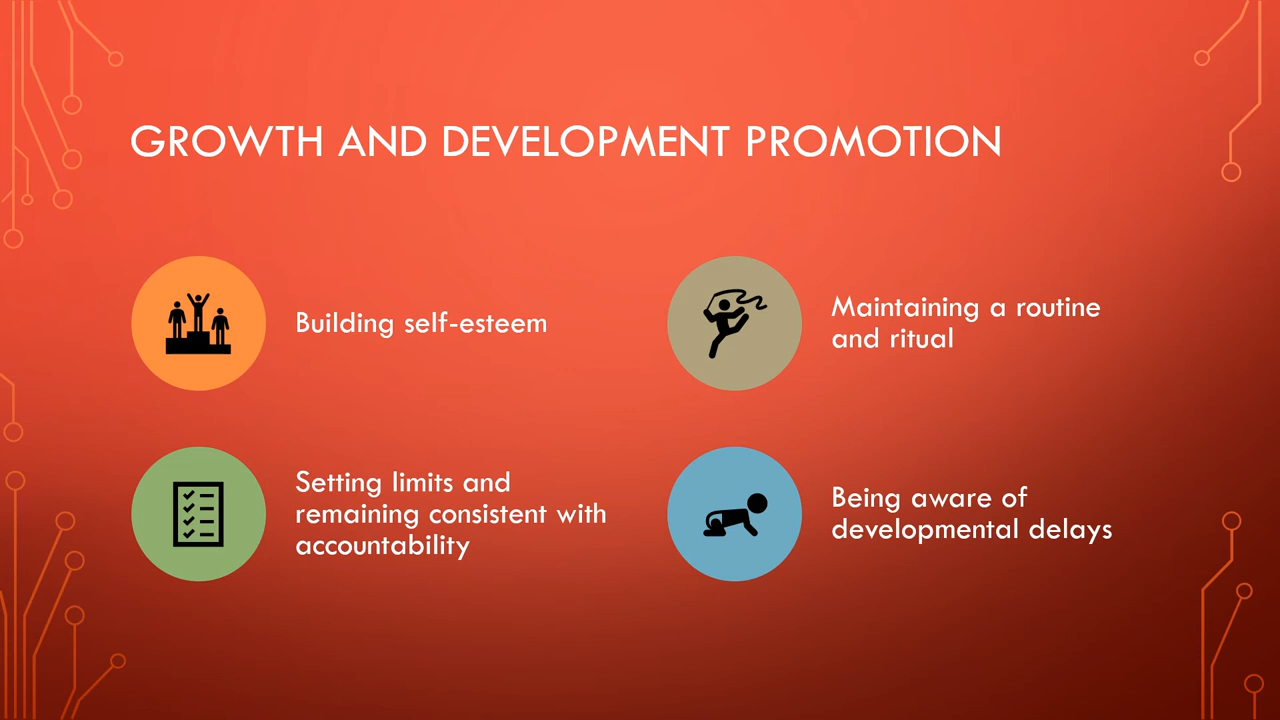 GROWTH AND DEVELOPMENT PROMOTION
Building self-esteem
Maintaining a routine
and ritual
Setting limits and
remaining consistent with
accountability
Being aware of
developmental delays